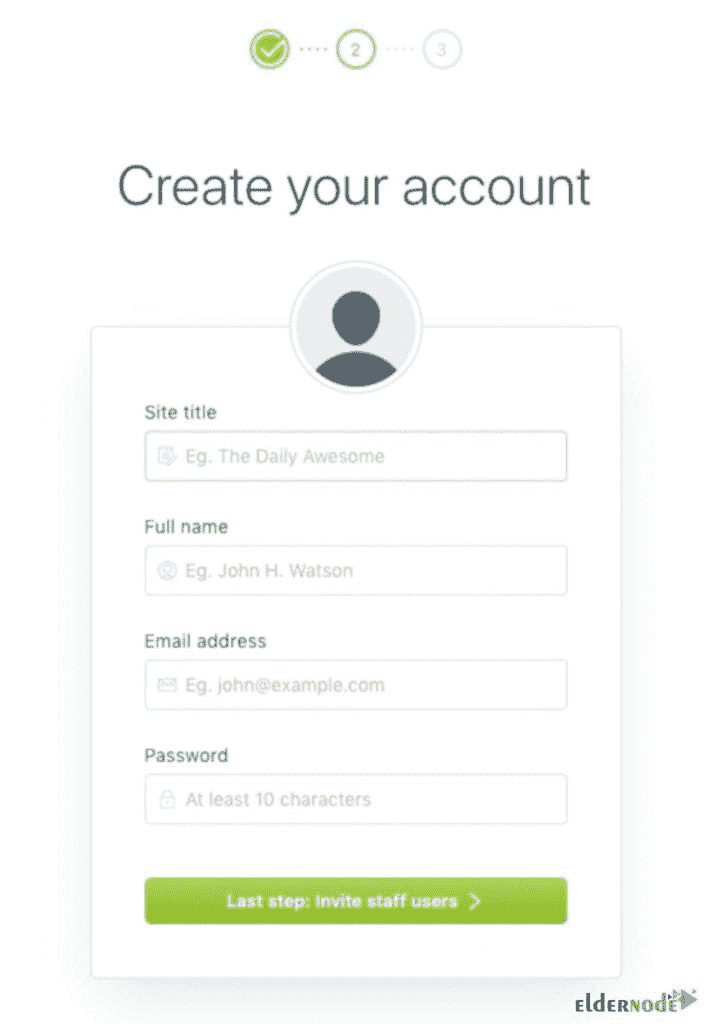 2 3
Create your account
Site title
Eg. The Daily Awesome
Full name
Eg. John H. Watson
Email address
Eg. john@example.com
Password
At least 10 characters
Last step: Invite staff users
ELDERNODE